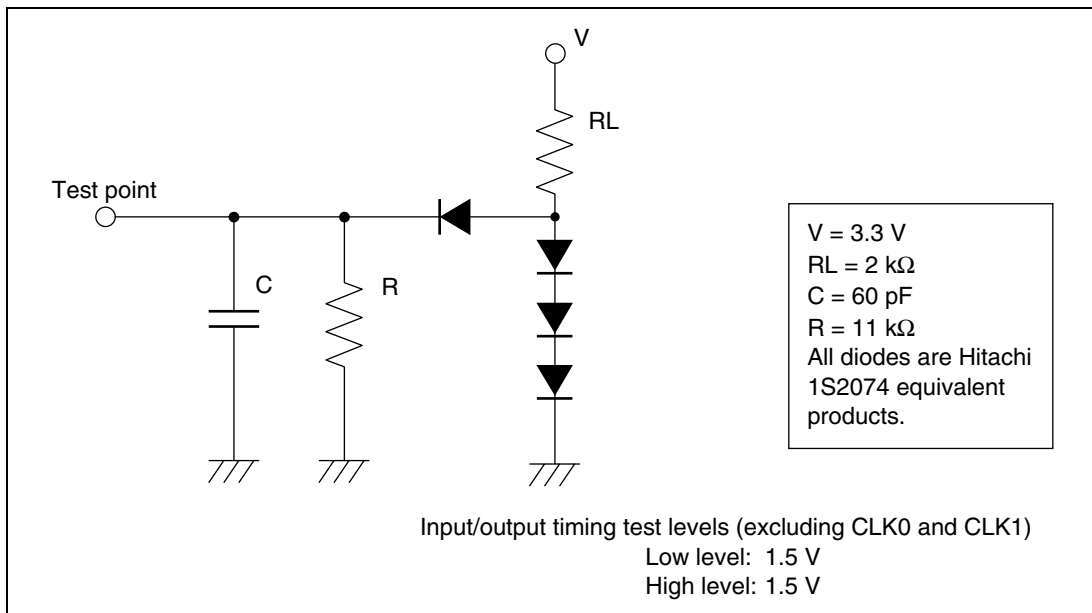 V
RL
Test point
C
R
V = 3.3 V
RL = 2 kΩ
C = 60 pF
R = 11 kΩ
All diodes are Hitachi
1S2074 equivalent
products.
Input/output timing test levels (excluding CLK0 and CLK1)
Low level: 1.5 V
High level: 1.5 V